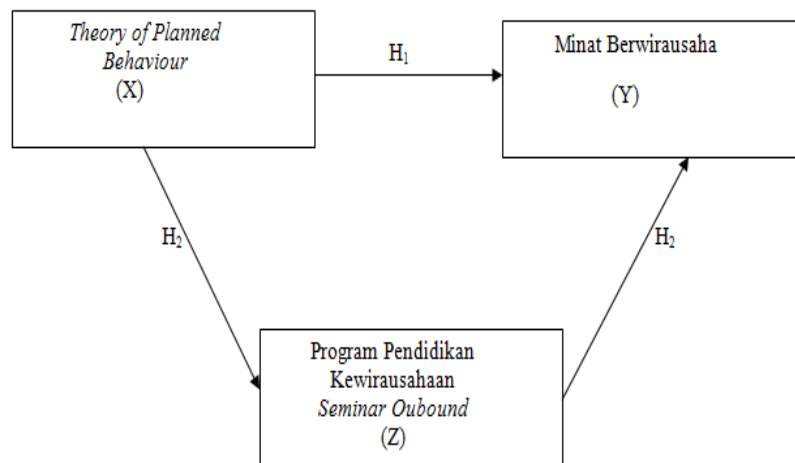 Theory of Planned
Behaviour
(X)
H₁
Minat Berwirausaha
(Y)
H₂
H₂
Program Pendidikan
Kewirausahaan
Seminar Oubound
(Z)